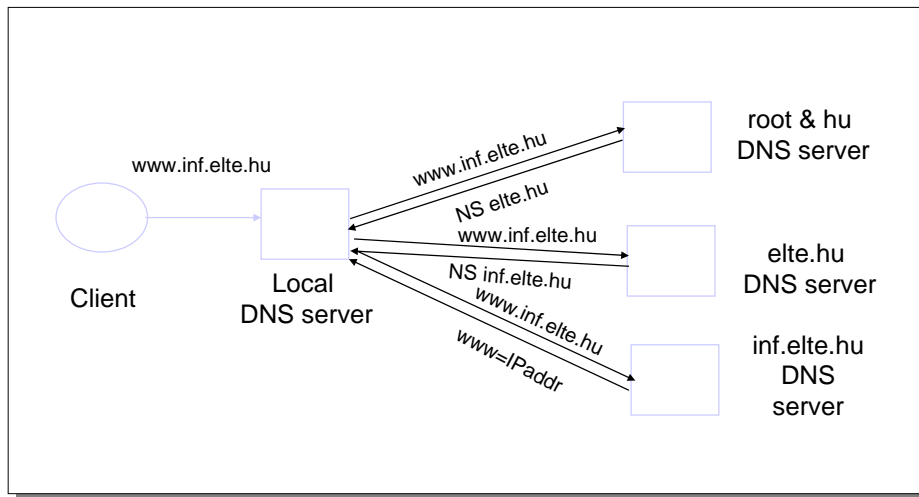 www.inf.elte.hu
Client
Local
DNS server
www.inf.elte.hu
NS elte.hu
root & hu
DNS server
www.inf.elte.hu
NS inf.elte.hu
elte.hu
DNS server
www.inf.elte.hu
www=IPaddr
inf.elte.hu
DNS
server